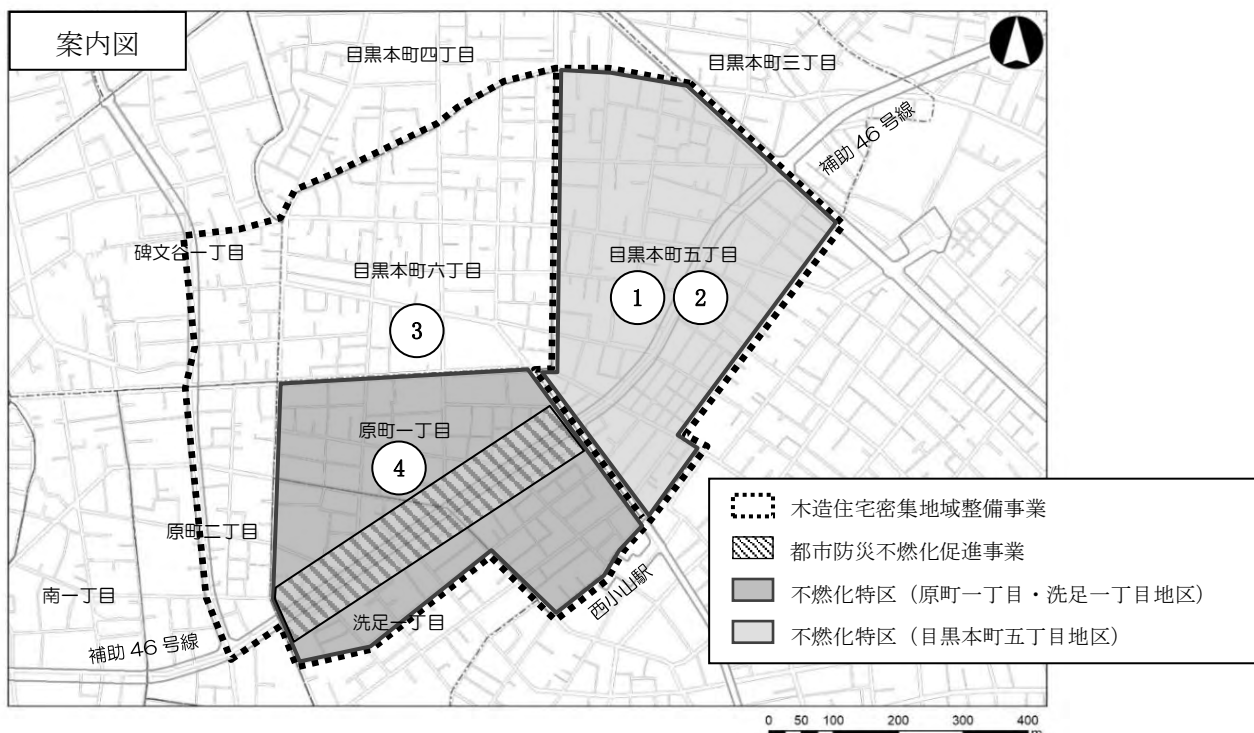 案内図
目黒本町四丁目
目黒本町三丁目
補助46号線
碑文谷一丁目
目黒本町六丁目
目黒本町五丁目
1
2
3
原町一丁目
4
原町二丁目
南一丁目
洗足一丁目
西小山駅
補助46号線
木造住宅密集地域整備事業
都市防災不燃化促進事業
不燃化特区（原町一丁目・洗足一丁目地区）
不燃化特区（目黒本町五丁目地区）
0 50 100 200 300 400
m